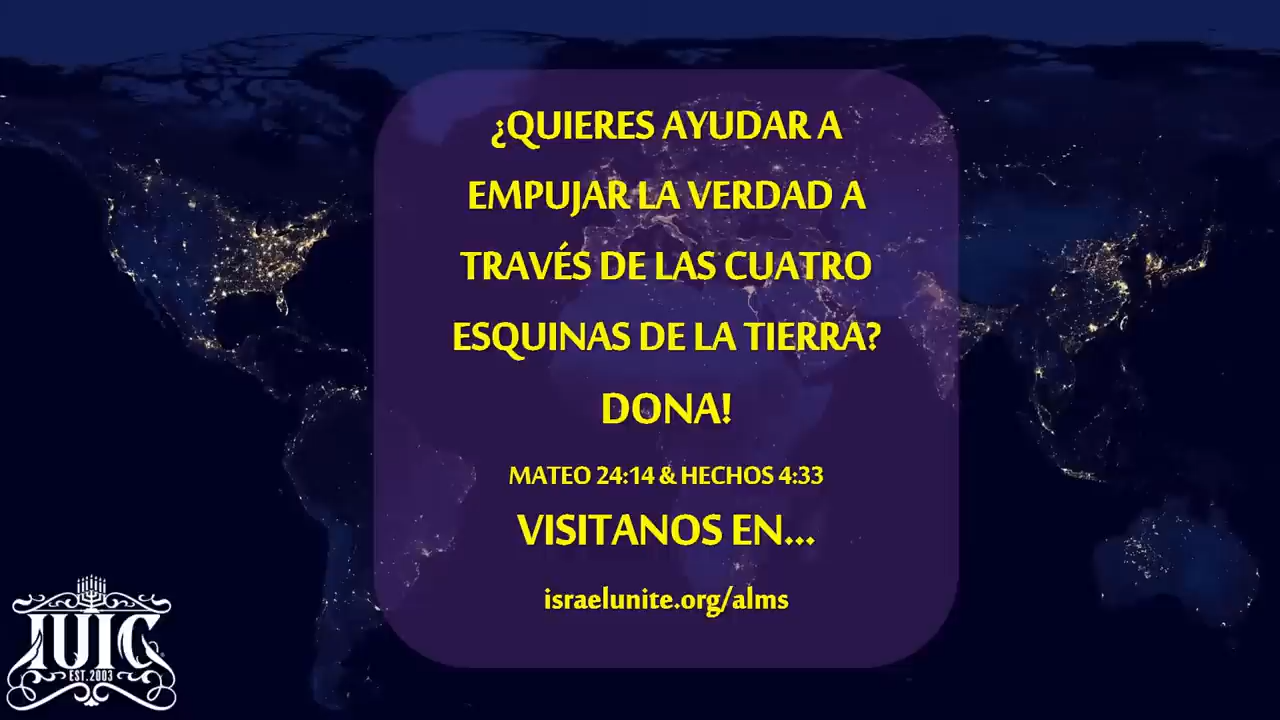 ¿QUIERES AYUDAR A
EMPUJAR LA VERDAD A
TRAVÉS DE LAS CUATRO
ESQUINAS DE LA TIERRA?
DONA!
MATEO 24:14 & HECHOS 4:33
VISITANOS EN...
israelunite.org/alms
IUIC
EST. 2003